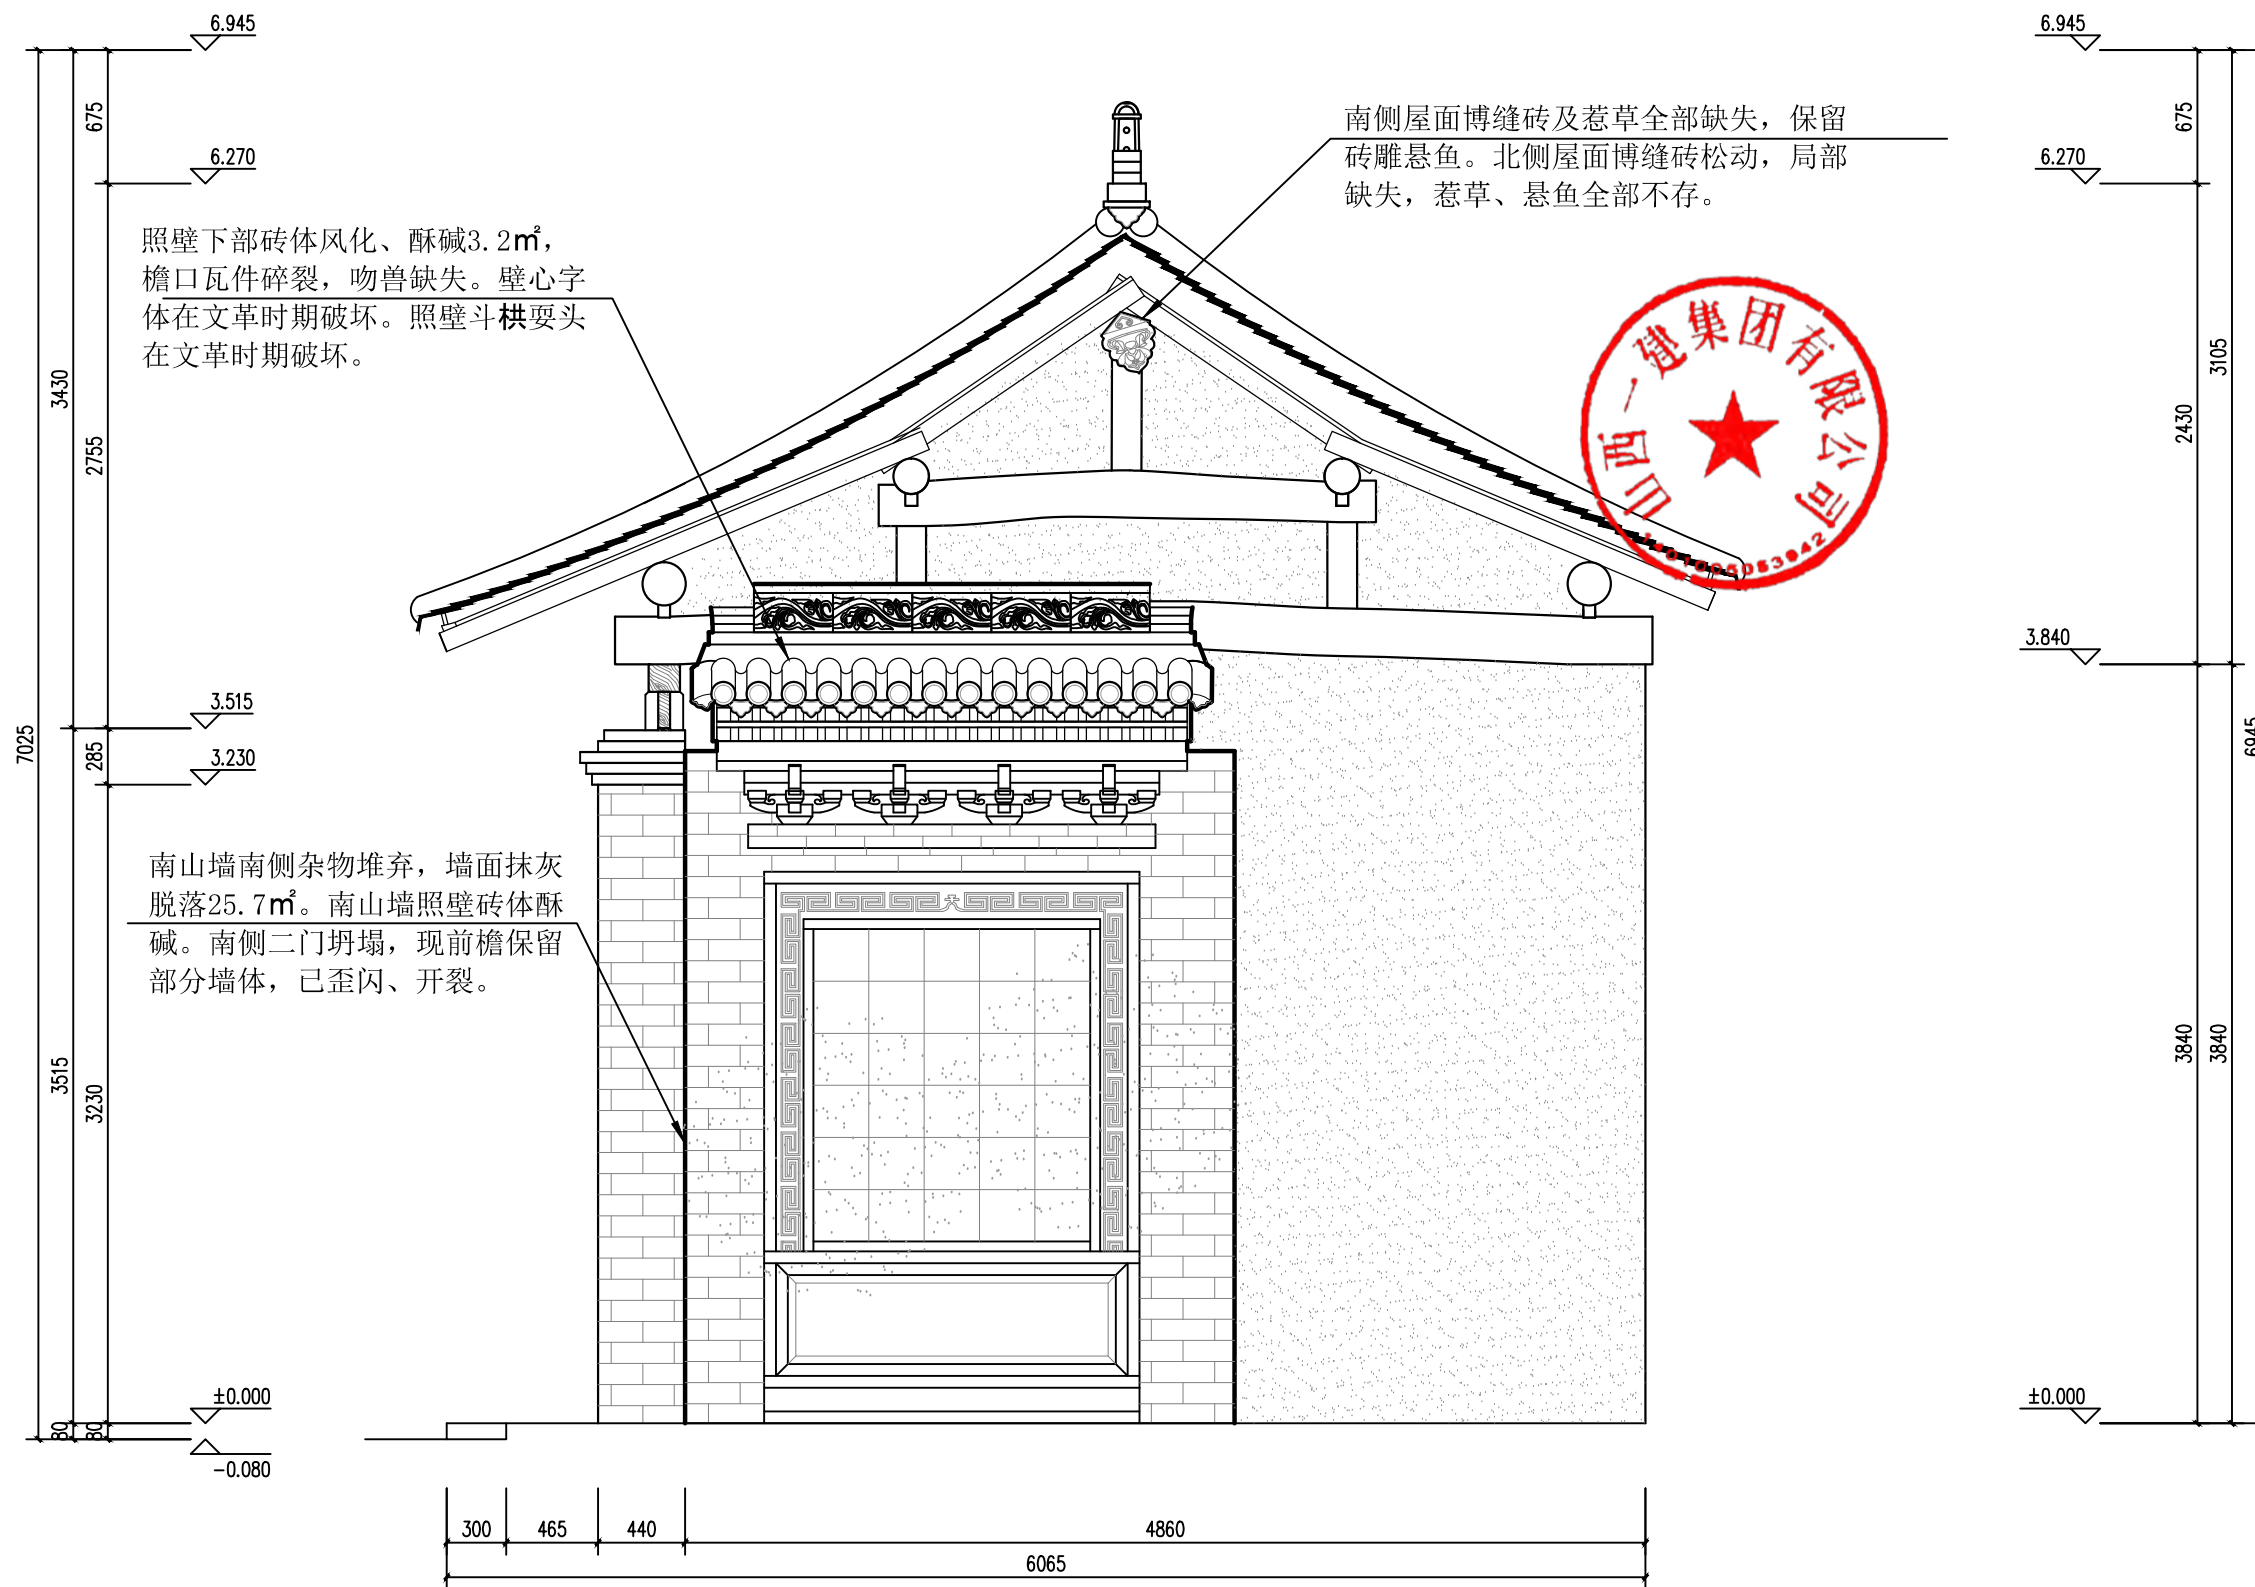 6.945
6.945
675
675
南侧屋面博缝砖及惹草全部缺失，保留
砖雕悬鱼。北侧屋面博缝砖松动，局部
缺失，惹草、悬鱼全部不存。
6.270
6.270
照壁下部砖体风化、酥碱3.2㎡，
檐口瓦件碎裂，吻兽缺失。壁心字
体在文革时期破坏。照壁斗栱耍头
在文革时期破坏。
山西一建集团有限公司
3430
2755
2430
3105
3.840
3.515
3.230
7025
285
6945
南山墙南侧杂物堆弃，墙面抹灰
脱落25.7㎡。南山墙照壁砖体酥
碱。南侧二门坍塌，现前檐保留
部分墙体，已歪闪、开裂。
3515
3230
3840
3840
±0.000
±0.000
80
80
-0.080
300
465
440
4860
6065